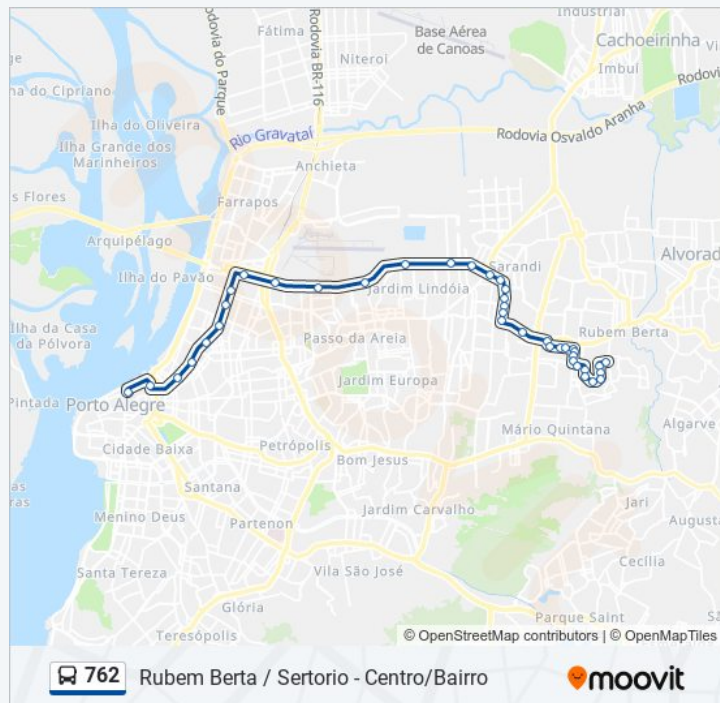 Industrial
Fátima
Base Aérea
de Canoas
Cachoeirinha
Niterói
Imbul
Rodovia do Parque
Rodovia BR-116
lha do Cipriano
Ilha do Oliveira
Rio Gravataí
Rodovia Osvaldo Aranha
Ilha Grande dos
Marinheiros
Anchieta
s Flores
Farrapos
Arquipélago
Alvorad
Ilha do Pavão
Sarandi
Jardim Lindóia
Ilha da Casa
da Pólvora
Passo da Areia
Rubem Berta
Jardim Europa
Pintada
Porto Alegre
Algarve
Mário Quintana
Cidade Baixa
Petrópolis
Bom Jesus
Santana
Jari
Menino Deus
Jardim Carvalho
Partenon
Augusta
Cecília
Santa Tereza
Vila São José
Glória
Parque Saint
Teresópolis
© OpenStreetMap contributors | © OpenMapTiles
762 Rubem Berta / Sertorio - Centro/Bairro
moovit